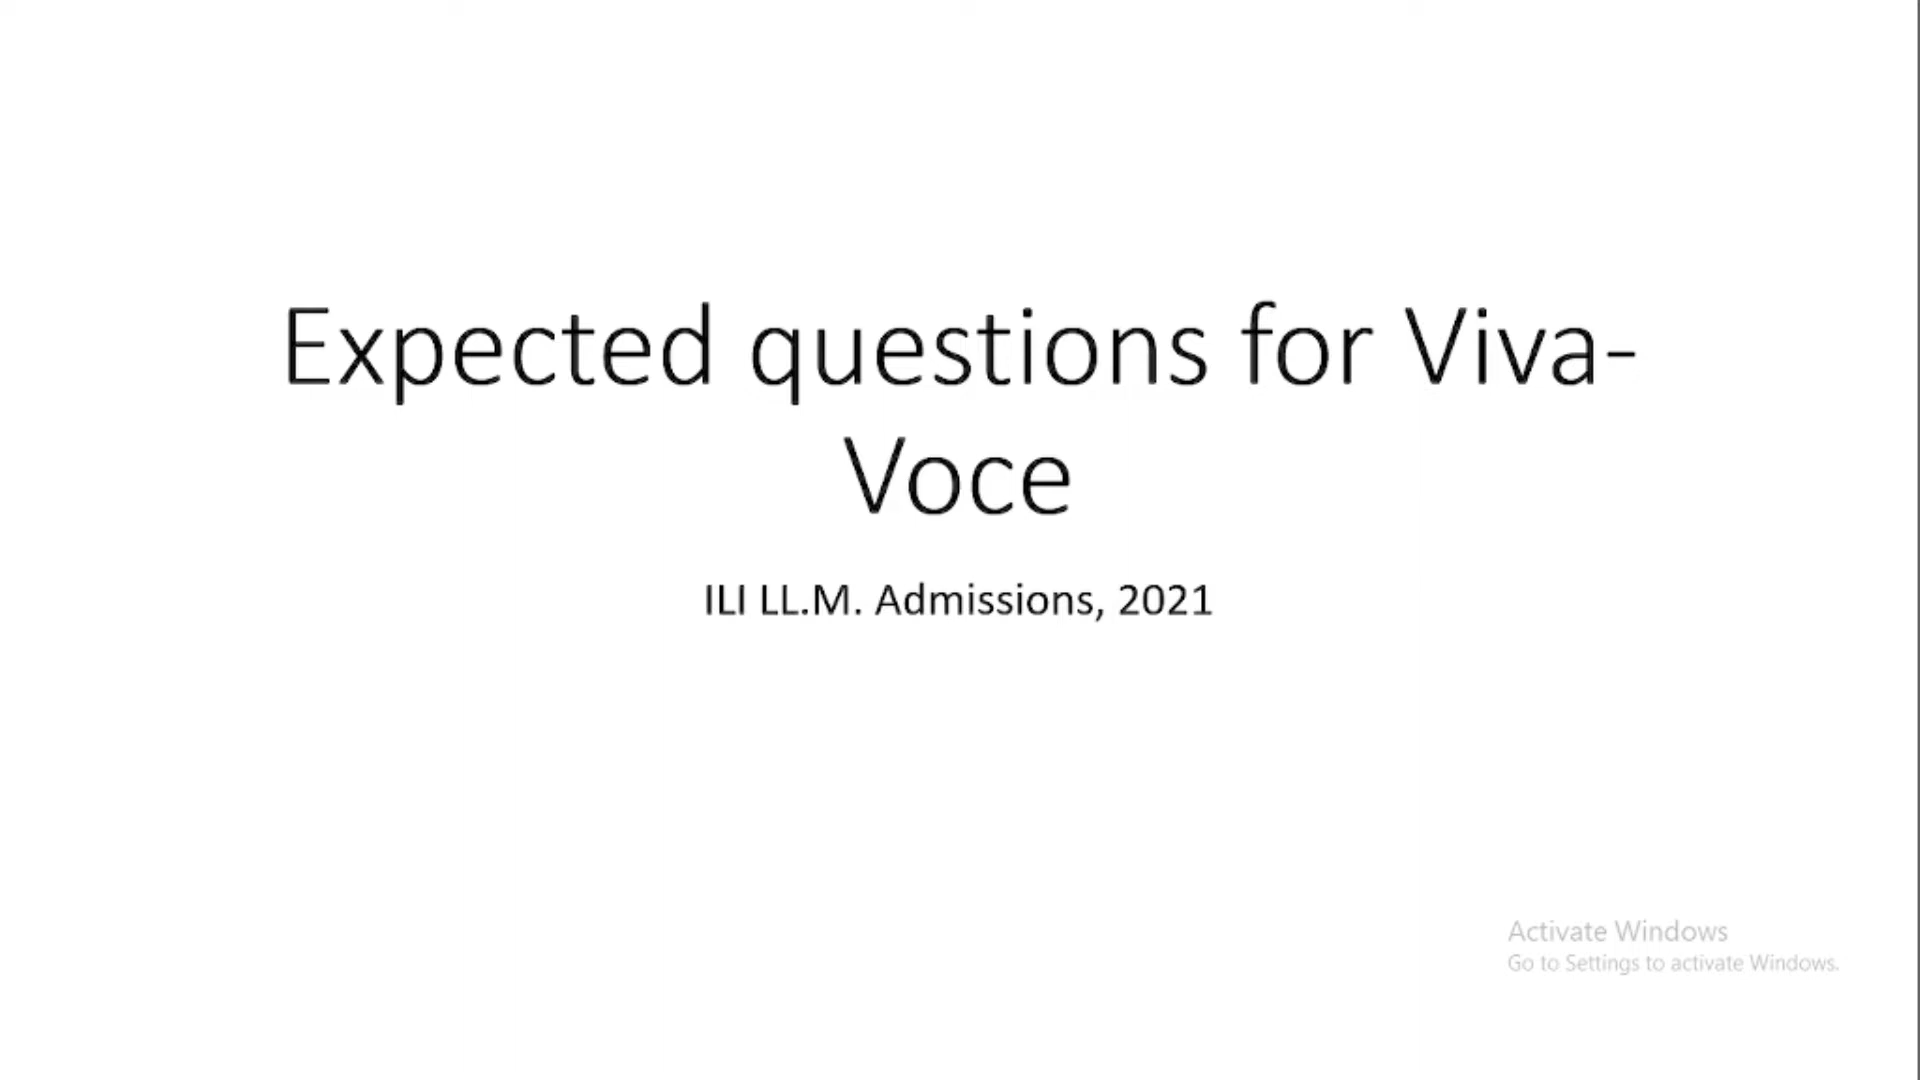 Expected questions for Viva-
Voce
ILI LL.M. Admissions, 2021
Activate Windows
Go to Settings to activate Windows.